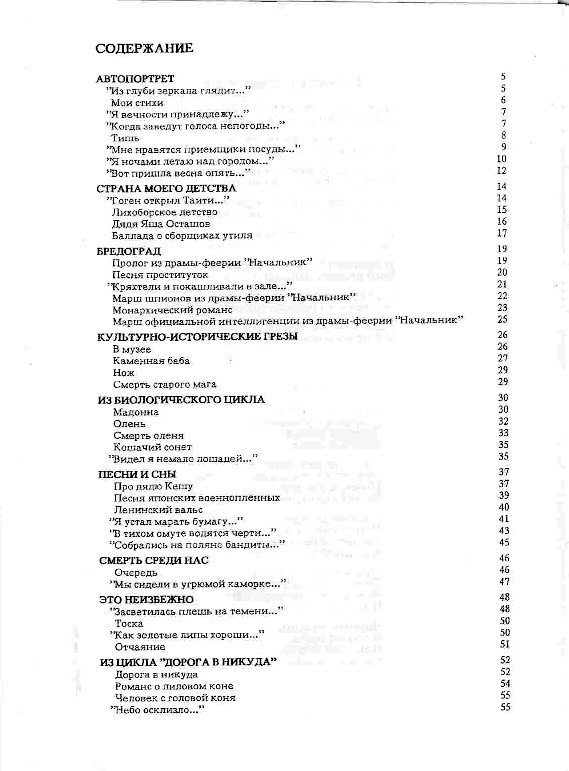 СОДЕРЖАНИЕ
АВТОПОРТРЕТ 5
"Из глуби зеркала глядит..." 5
Мои стихи 6
"Я вечности принадлежу..." 7
"Когда заведут голоса непогоды..." 7
Тишь 8
"Мне нравятся приемщики посуды..." 9
"Я ночами летаю над городом..." 10
"Вот пришла весна опять..." 12
СТРАНА МОЕГО ДЕТСТВА 14
"Гоген открыл Таити..." 14
Лихоборское детство 15
Дядя Яша Осташов 16
Баллада о сборщиках утиля 17
БРЕДОГРАД 19
Пролог из драмы-феерии "Начальник" 19
Песня проституток 20
"Кряхтели и покашливали в зале..." 21
Марш шпионов из драмы-феерии "Начальник" 22
Монархический романс 23
Марш официальной интеллигенции из драмы-феерии "Начальник" 25
КУЛЬТУРНО-ИСТОРИЧЕСКИЕ ГРЕЗЫ 26
В музее 26
Каменная баба 27
Нож 29
Смерть старого мага 29
ИЗ БИОЛОГИЧЕСКОГО ЦИКЛА 30
Мадонна 30
Олень 32
Смерть оленя 33
Кошачий сонет 35
"Видел я немало лошадей..." 35
ПЕСНИ И СНЫ 37
Про дядю Кешу 37
Песня японских военнопленных 39
Ленинский вальс 40
"Я устал марать бумагу..." 41
"В тихом омуте водятся черти..." 43
"Собрались на поляне бандиты..." 45
СМЕРТЬ СРЕДИ НАС 46
Очередь 46
"Мы сидели в угрюмой каморке..." 47
ЭТО НЕИЗБЕЖНО 48
"Засветилась плешь на темени..." 48
Тоска 50
"Как золотые липы хороши..." 50
Отчаяние 51
ИЗ ЦИКЛА "ДОРОГА В НИКУДА" 52
Дорога в никуда 52
Романс о лиловом коне 54
Человек с головой коня 55
"Небо осклизло..." 55